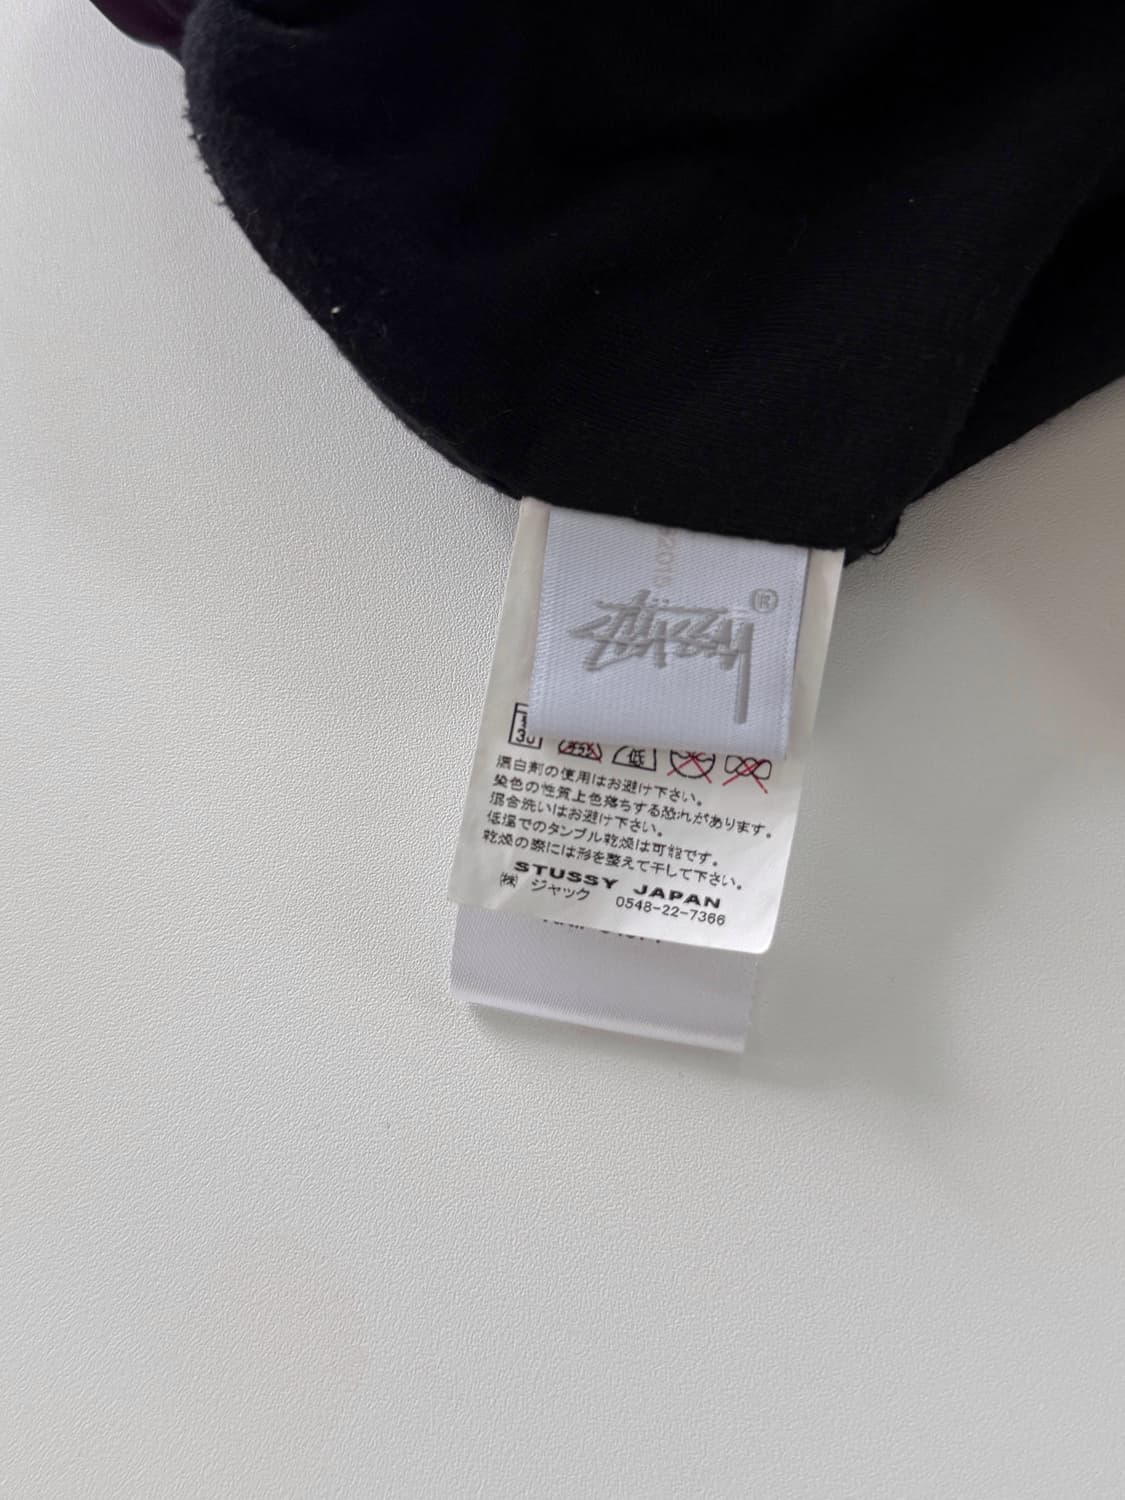 ®
30
低
漂白剤の使用はお避け下さい。
染色の性質上色落ちする恐れがあります。
混合洗いはお避け下さい。
低温でのタンブル乾燥は可能です。
乾燥の際には形を整えて干して下さい。
STUSSY JAPAN
㈱ ジャック 0548-22-7366